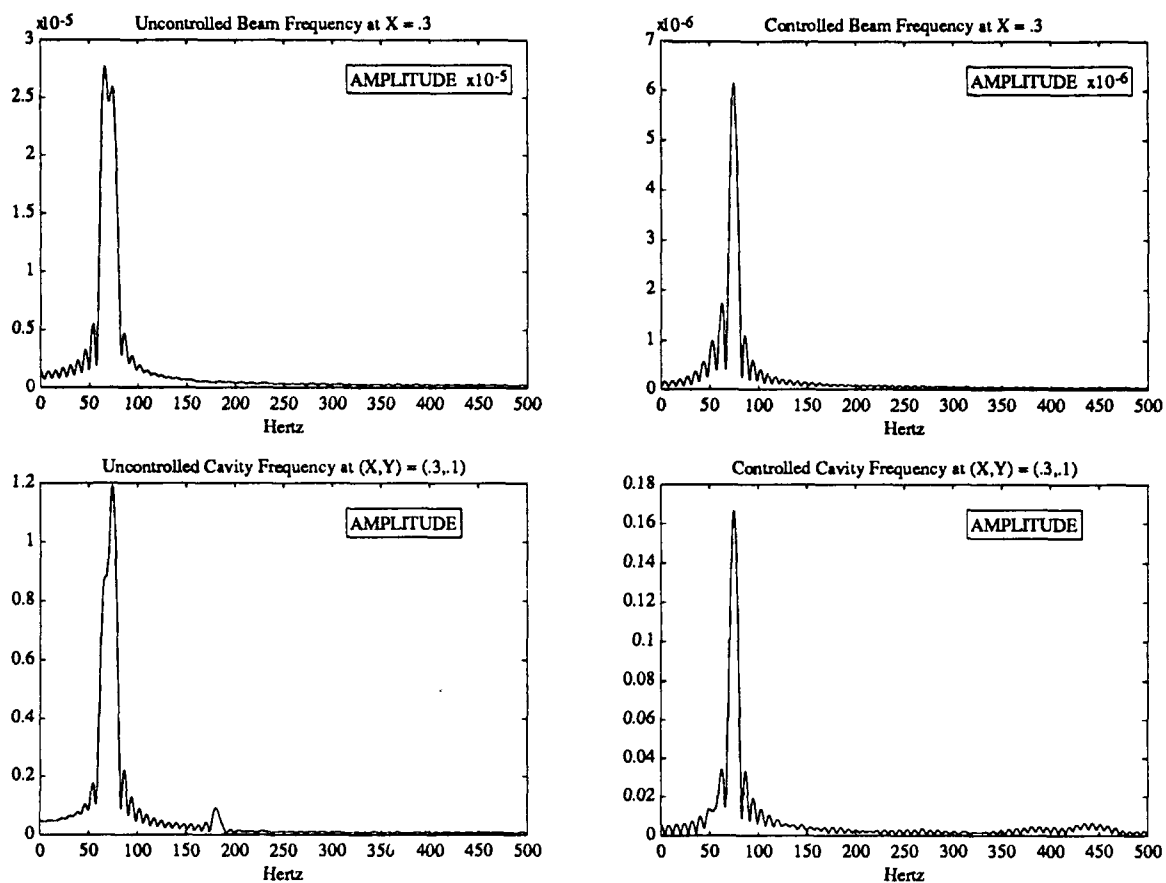 Uncontrolled Beam Frequency at X = .3
x10-5
AMPLITUDE x10-5
3
2.5
2
1.5
1
0.5
0
0 50 100 150 200 250 300 350 400 450 500
Hertz
Controlled Beam Frequency at X = .3
x10-6
AMPLITUDE x10-6
7
6
5
4
3
2
1
0
0 50 100 150 200 250 300 350 400 450 500
Hertz
Uncontrolled Cavity Frequency at (X,Y) = (.3,.1)
AMPLITUDE
1.2
1
0.8
0.6
0.4
0.2
0
0 50 100 150 200 250 300 350 400 450 500
Hertz
Controlled Cavity Frequency at (X,Y) = (.3,.1)
AMPLITUDE
0.18
0.16
0.14
0.12
0.1
0.08
0.06
0.04
0.02
0
0 50 100 150 200 250 300 350 400 450 500
Hertz